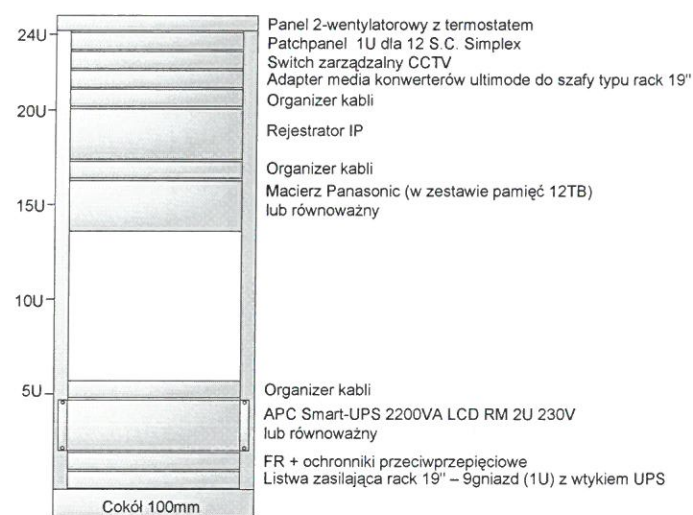 24U
Panel 2-wentylatorowy z termostatem
Patchpanel 1U dla 12 S.C. Simplex
Switch zarządzalny CCTV
Adapter media konwerterów ultimode do szafy typu rack 19"
Organizer kabli
20U
Rejestrator IP
Organizer kabli
Macierz Panasonic (w zestawie pamięć 12TB)
lub równoważny
15U
10U
5U
Organizer kabli
APC Smart-UPS 2200VA LCD RM 2U 230V
lub równoważny
FR + ochronniki przeciwprzepięciowe
Listwa zasilająca rack 19" – 9gniazd (1U) z wtykiem UPS
Cokół 100mm